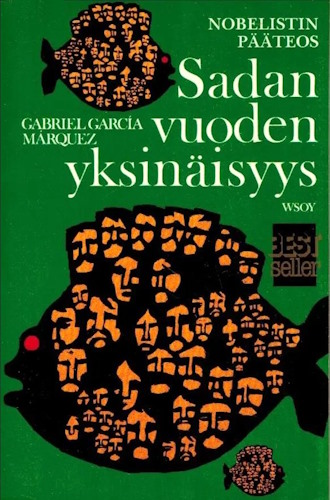 NOBELISTIN
PÄÄTEOS
Sadan
GABRIEL GARCÍA
MÁRQUEZ
vuoden
yksinäisyys
WSOY
BEST
seller